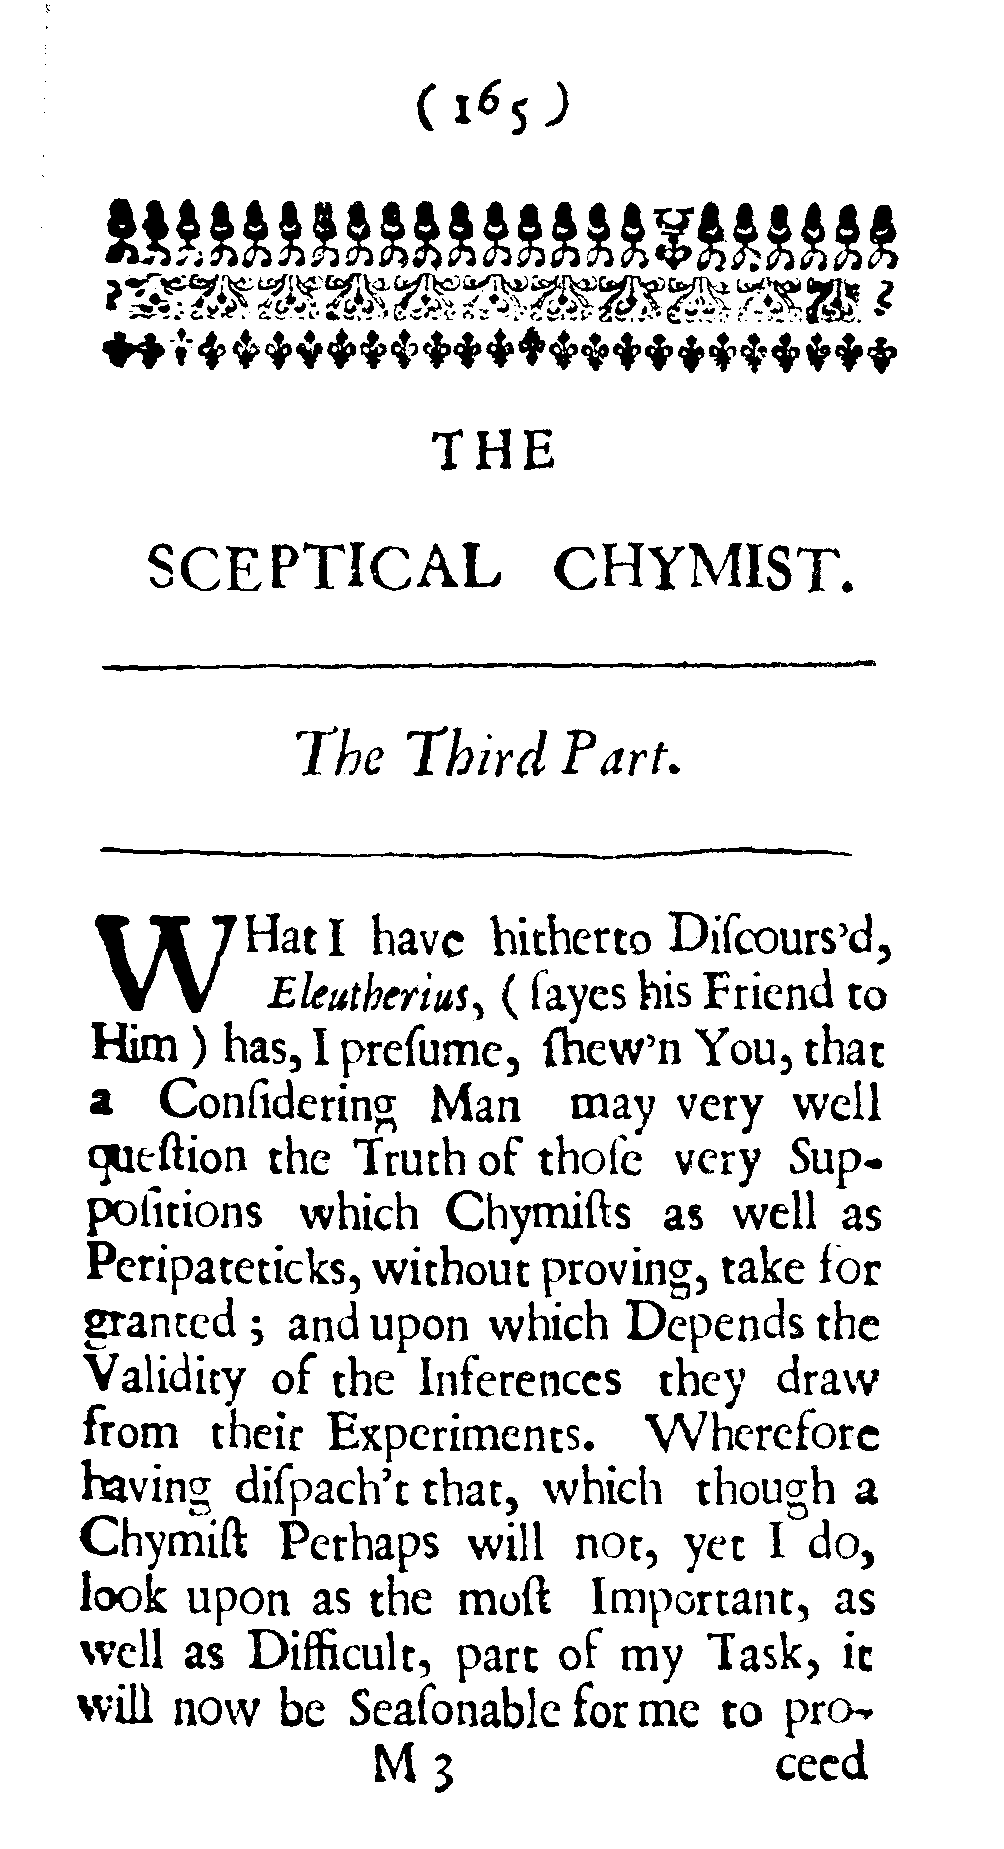 (165)
THE
SCEPTICAL CHYMIST.
The Third Part.
WHat I have hitherto Diſcours'd,
Eleutherius, (ſayes his Friend to
Him) has, I preſume, ſhew'n You, that
a Conſidering Man may very well
queſtion the Truth of thoſe very Sup-
poſitions which Chymiſts as well as
Peripateticks, without proving, take for
granted; and upon which Depends the
Validity of the Inferences they draw
from their Experiments. Wherefore
having diſpach't that, which though a
Chymiſt Perhaps will not, yet I do,
look upon as the moſt Important, as
well as Difficult, part of my Task, it
will now be Seaſonable for me to pro-
M 3 ceed